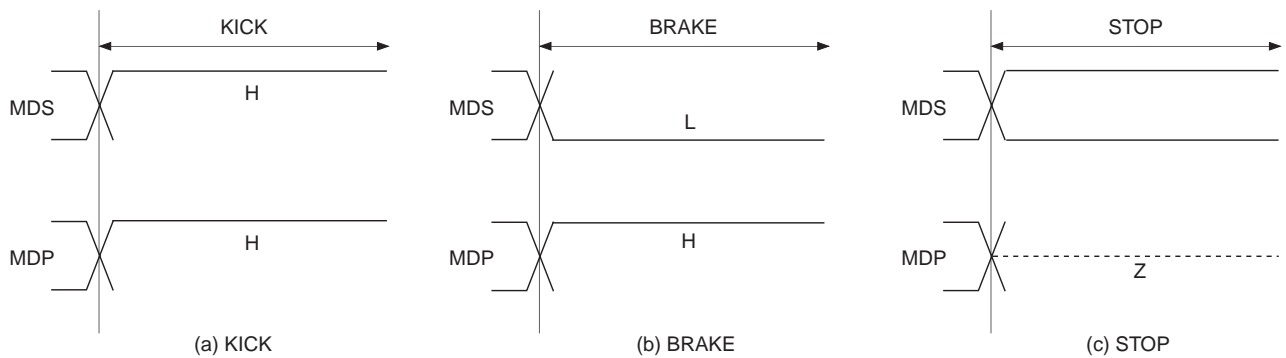 KICK
BRAKE
STOP
MDS
H
MDS
L
MDS
MDP
H
MDP
H
MDP
Z
(a) KICK
(b) BRAKE
(c) STOP